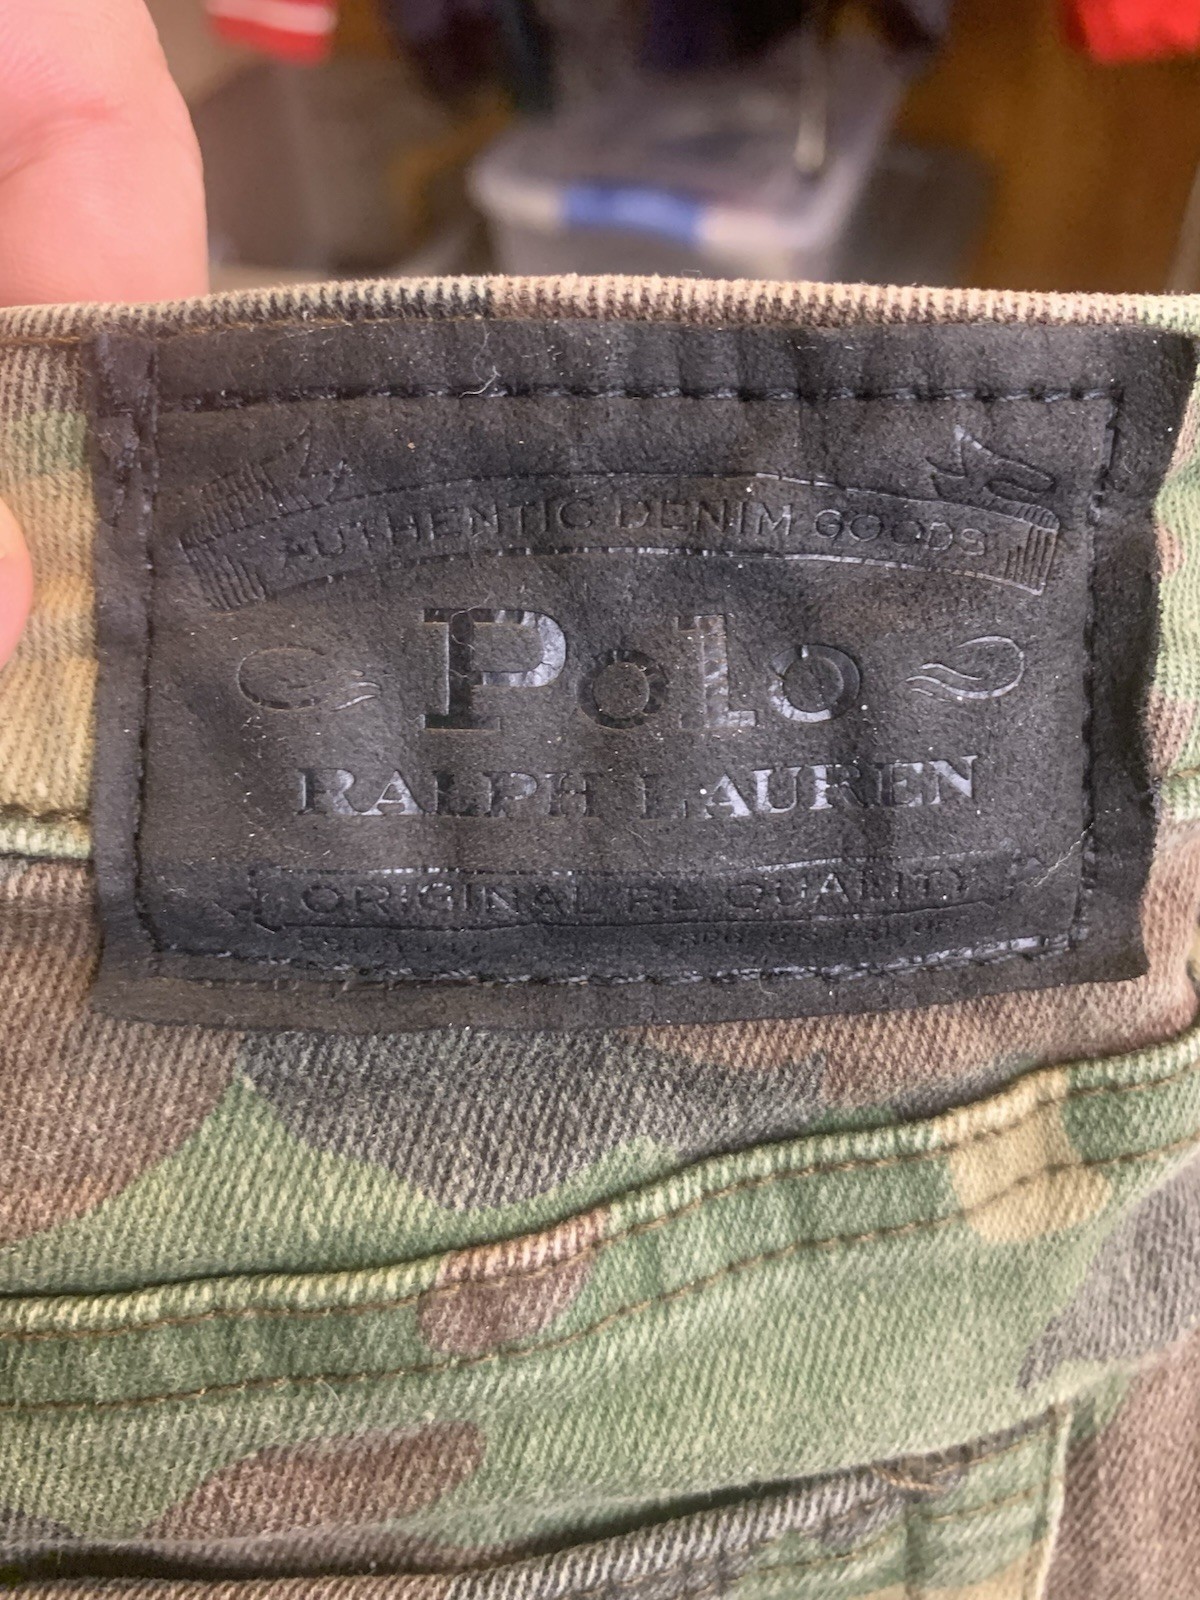 AUTHENTIC DENIM GOODS
Polo
RALPH LAUREN
ORIGINAL RL QUALITY